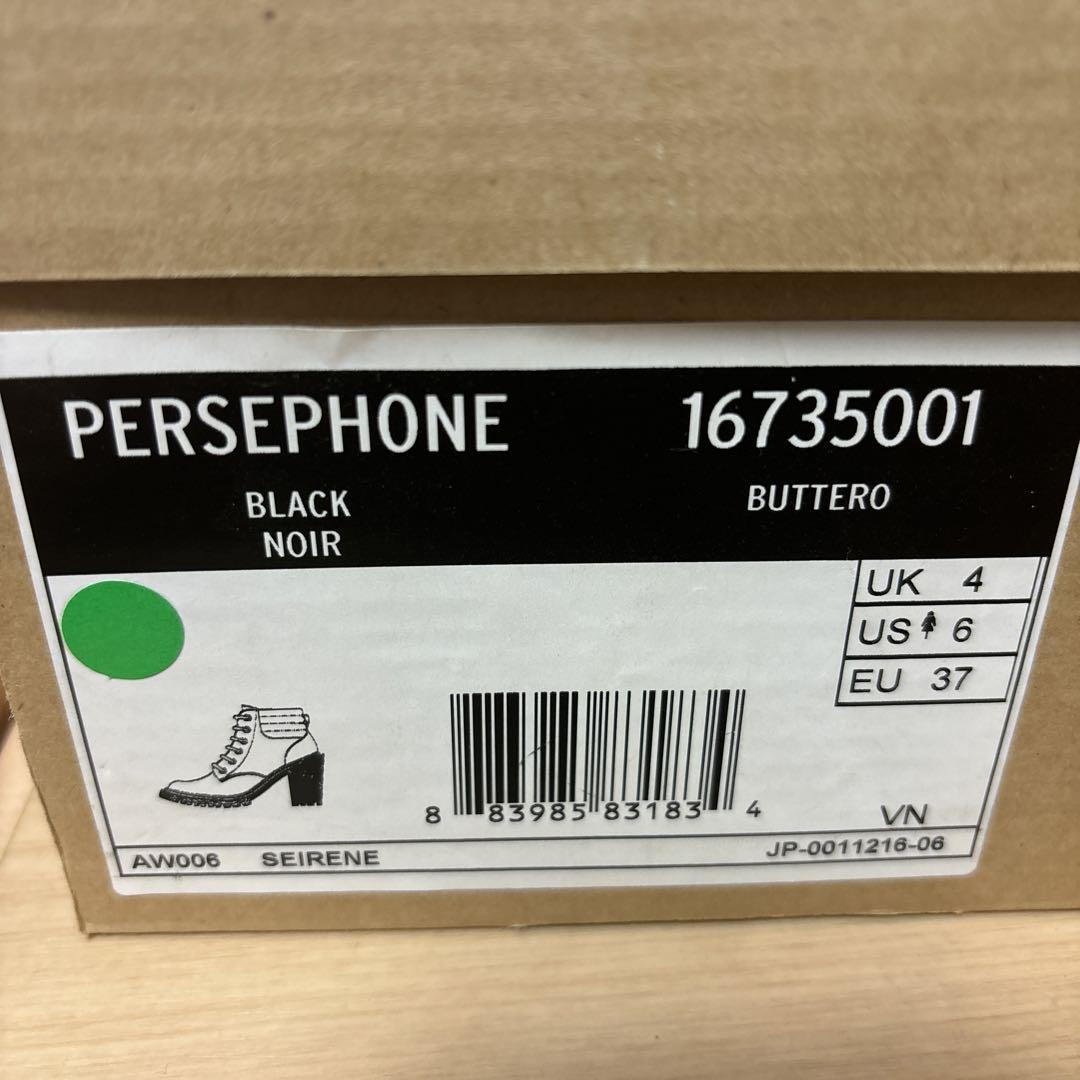 PERSEPHONE 16735001
BLACK BUTTERO
NOIR
UK 4
US 6
EU 37
8 83985 83183 4
VN
AW006 SEIRENE JP-0011216-06